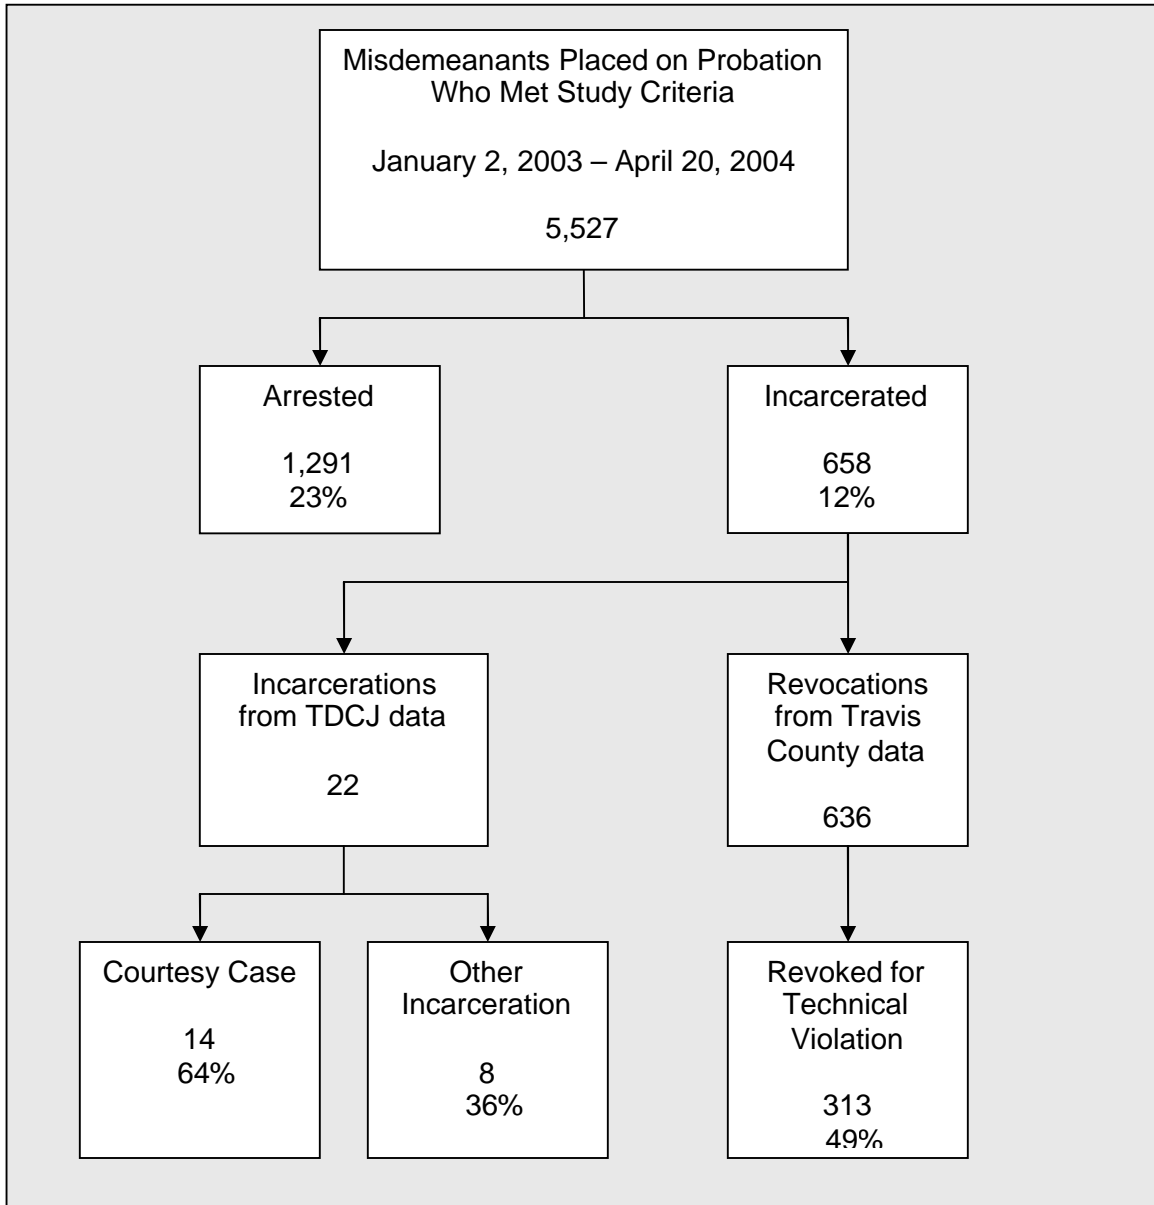 Misdemeanants Placed on Probation
Who Met Study Criteria
January 2, 2003 – April 20, 2004
5,527
Arrested
1,291
23%
Incarcerated
658
12%
Incarcerations
from TDCJ data
22
Revocations
from Travis
County data
636
Courtesy Case
14
64%
Other
Incarceration
8
36%
Revoked for
Technical
Violation
313
49%